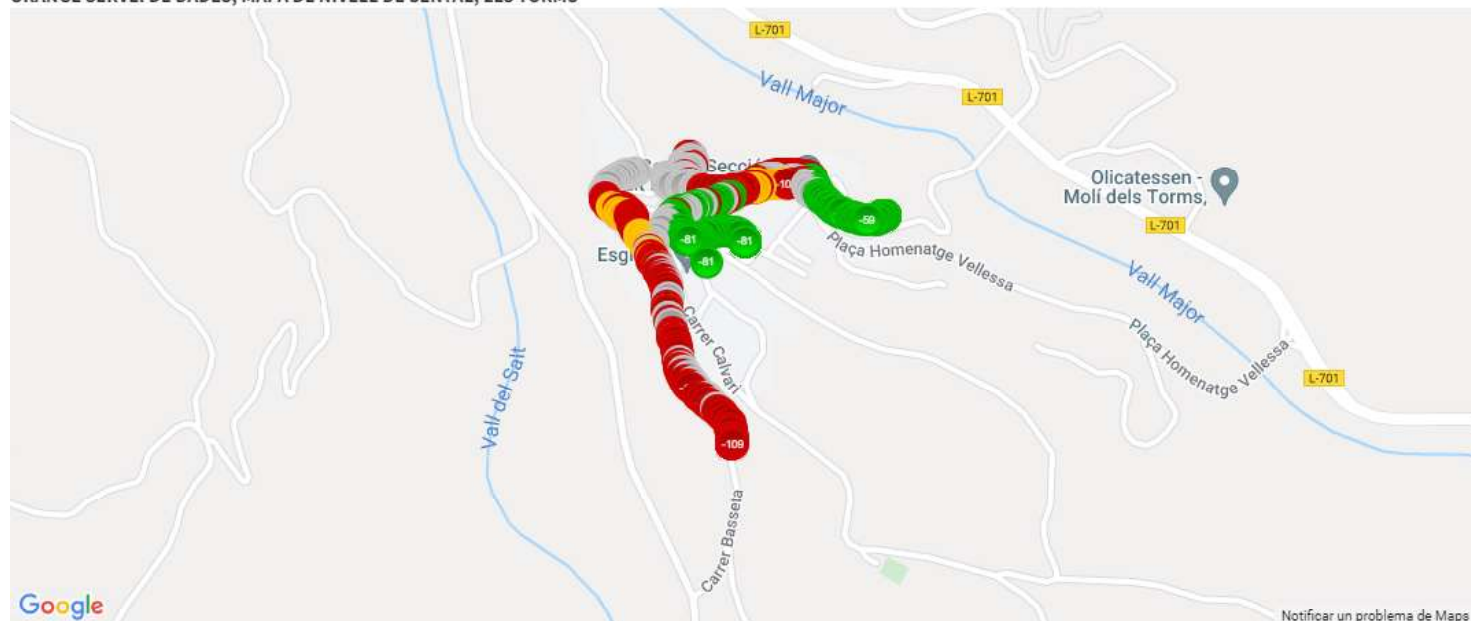 ORANGE SERVEI DE DADES, MAPA DE NIVELL DE SENYAL, ELS TORMS
L-701
Vall Major
L-701
Secció
-59
Olicatessen -
Molí dels Torms,
L-701
-81
-81
-81
Plaça Homenatge Vellessa
Vall Major
Carrer Calvari
Plaça Homenatge Vellessa
Vall del Salt
L-701
-109
Carrer Basseta
Google
Notificar un problema de Maps